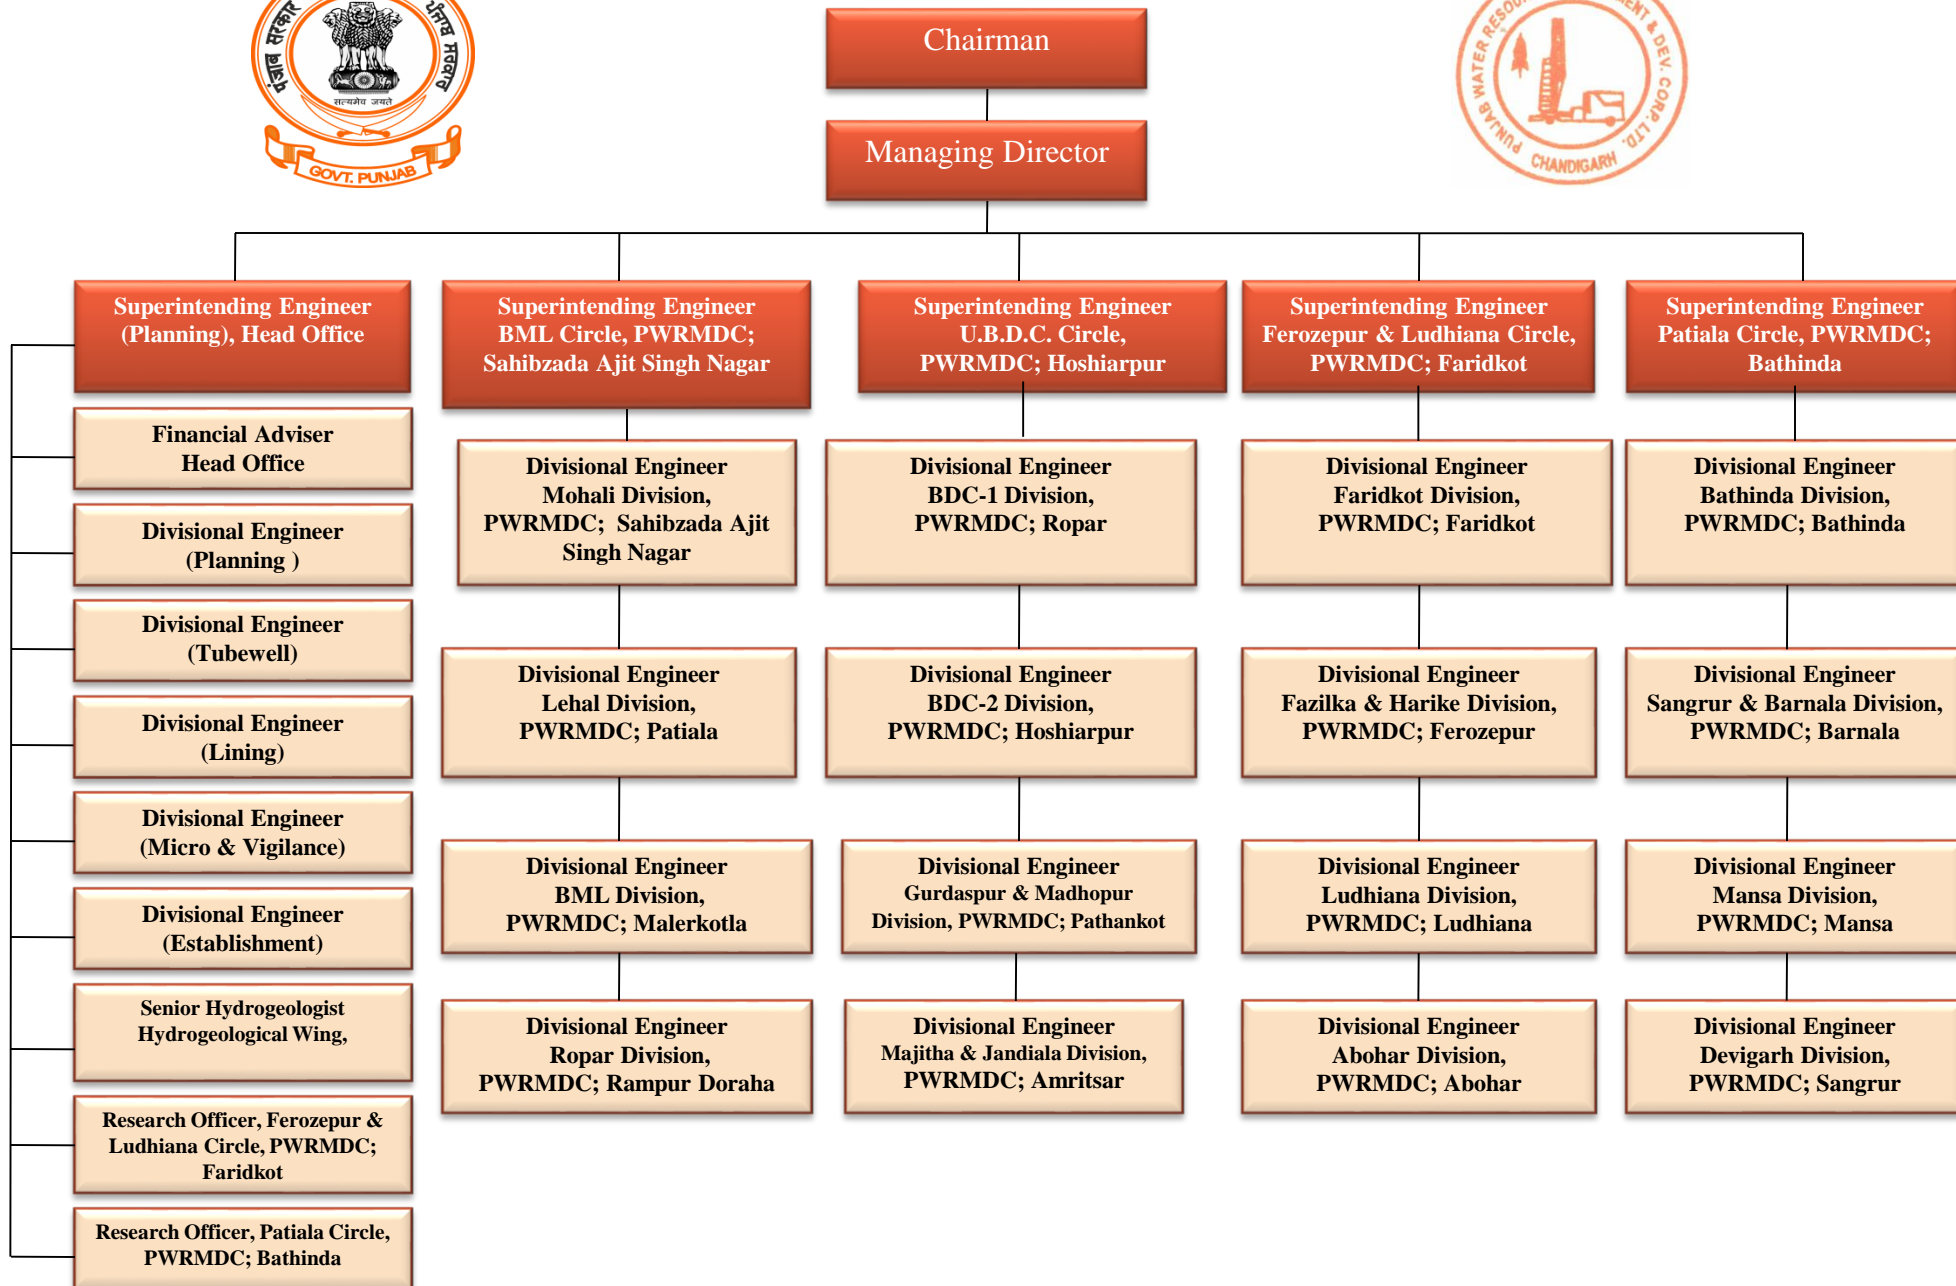 पंजाब सरकार
ਪੰਜਾਬ ਸਰਕਾਰ
सत्यमेव जयते
GOVT. PUNJAB
Chairman
Managing Director
PUNJAB WATER
& DEV. CORP. LTD.
CHANDIGARH
Superintending Engineer
(Planning), Head Office
Financial Adviser
Head Office
Divisional Engineer
(Planning )
Divisional Engineer
(Tubewell)
Divisional Engineer
(Lining)
Divisional Engineer
(Micro & Vigilance)
Divisional Engineer
(Establishment)
Senior Hydrogeologist
Hydrogeological Wing,
Research Officer, Ferozepur &
Ludhiana Circle, PWRMDC;
Faridkot
Research Officer, Patiala Circle,
PWRMDC; Bathinda
Superintending Engineer
BML Circle, PWRMDC;
Sahibzada Ajit Singh Nagar
Divisional Engineer
Mohali Division,
PWRMDC; Sahibzada Ajit
Singh Nagar
Divisional Engineer
Lehal Division,
PWRMDC; Patiala
Divisional Engineer
BML Division,
PWRMDC; Malerkotla
Divisional Engineer
Ropar Division,
PWRMDC; Rampur Doraha
Superintending Engineer
U.B.D.C. Circle,
PWRMDC; Hoshiarpur
Divisional Engineer
BDC-1 Division,
PWRMDC; Ropar
Divisional Engineer
BDC-2 Division,
PWRMDC; Hoshiarpur
Divisional Engineer
Gurdaspur & Madhopur
Division, PWRMDC; Pathankot
Divisional Engineer
Majitha & Jandiala Division,
PWRMDC; Amritsar
Superintending Engineer
Ferozepur & Ludhiana Circle,
PWRMDC; Faridkot
Divisional Engineer
Faridkot Division,
PWRMDC; Faridkot
Divisional Engineer
Fazilka & Harike Division,
PWRMDC; Ferozepur
Divisional Engineer
Ludhiana Division,
PWRMDC; Ludhiana
Divisional Engineer
Abohar Division,
PWRMDC; Abohar
Superintending Engineer
Patiala Circle, PWRMDC;
Bathinda
Divisional Engineer
Bathinda Division,
PWRMDC; Bathinda
Divisional Engineer
Sangrur & Barnala Division,
PWRMDC; Barnala
Divisional Engineer
Mansa Division,
PWRMDC; Mansa
Divisional Engineer
Devigarh Division,
PWRMDC; Sangrur